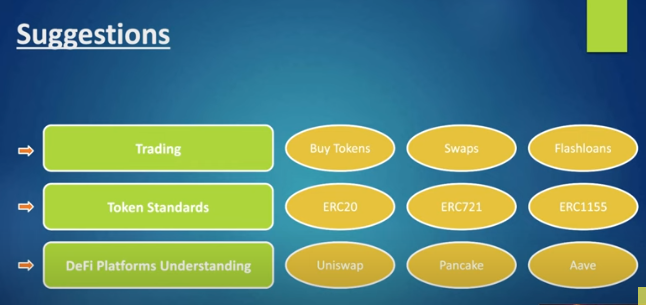 Suggestions
Trading Buy Tokens Swaps Flashloans
Token Standards ERC20 ERC721 ERC1155
DeFi Platforms Understanding Uniswap Pancake Aave